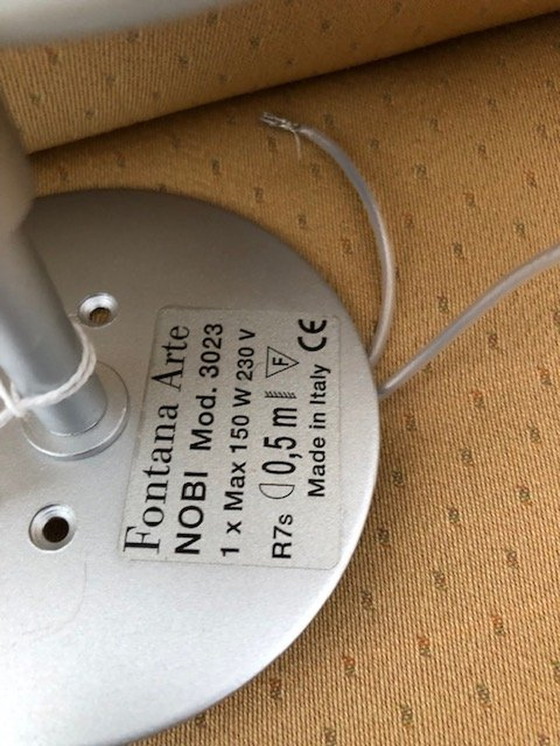 Fontana Arte
NOBI Mod. 3023
1 x Max 150 W 230 V
R7s 0,5 m F
Made in Italy CE